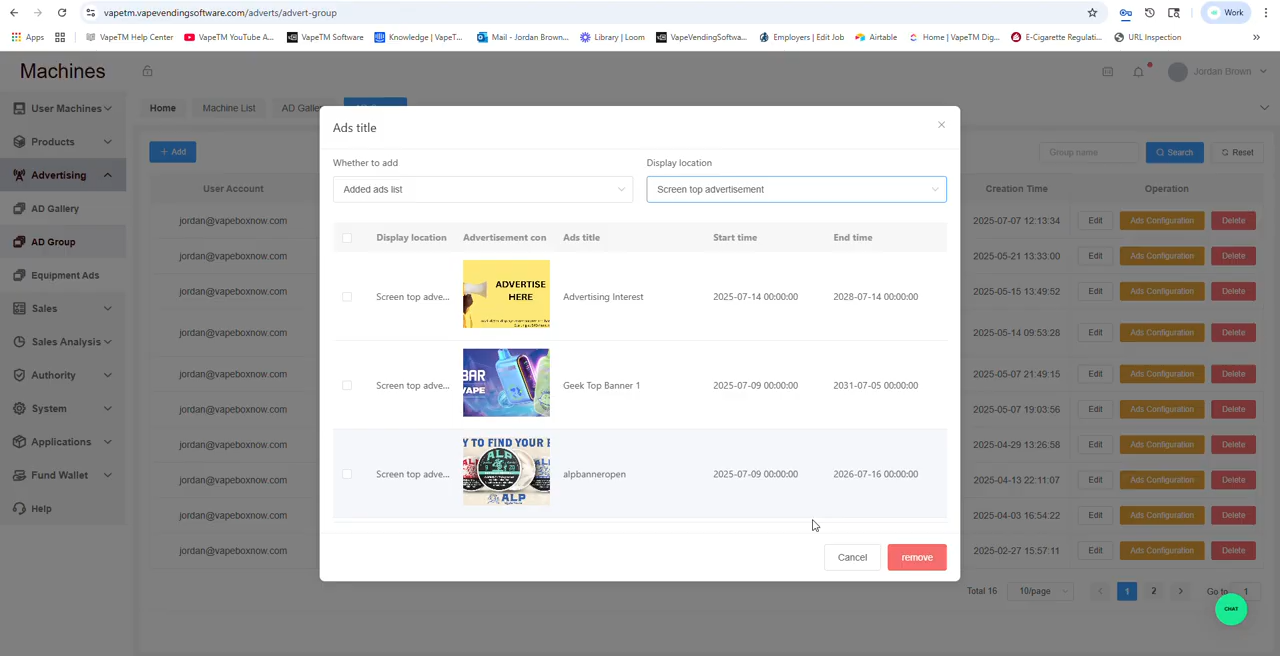 vapetm.vapevendingsoftware.com/adverts/advert-group
Work
Apps
VapeTM Help Center
VapeTM YouTube A...
VapeTM Software
Knowledge | VapeT...
Mail - Jordan Brown...
Library | Loom
VapeVendingSoftwa...
Employers | Edit Job
Airtable
Home | VapeTM Dig...
E-Cigarette Regulati...
URL Inspection
Machines
Jordan Brown
User Machines
Products
Advertising
AD Gallery
AD Group
Equipment Ads
Sales
Sales Analysis
Authority
System
Applications
Fund Wallet
Help
Home
Machine List
AD Galle
+ Add
Group name
Search
Reset
User Account
Creation Time
Operation
jordan@vapeboxnow.com
2025-07-07 12:13:34
Edit
Ads Configuration
Delete
jordan@vapeboxnow.com
2025-05-21 13:33:00
Edit
Ads Configuration
Delete
jordan@vapeboxnow.com
2025-05-15 13:49:52
Edit
Ads Configuration
Delete
jordan@vapeboxnow.com
2025-05-14 09:53:28
Edit
Ads Configuration
Delete
jordan@vapeboxnow.com
2025-05-07 21:49:15
Edit
Ads Configuration
Delete
jordan@vapeboxnow.com
2025-05-07 19:03:56
Edit
Ads Configuration
Delete
jordan@vapeboxnow.com
2025-04-29 13:26:58
Edit
Ads Configuration
Delete
jordan@vapeboxnow.com
2025-04-13 22:11:07
Edit
Ads Configuration
Delete
jordan@vapeboxnow.com
2025-04-03 16:54:22
Edit
Ads Configuration
Delete
jordan@vapeboxnow.com
2025-02-27 15:57:11
Edit
Ads Configuration
Delete
Total 16
10/page
1
2
Go to
1
CHAT
Ads title
Whether to add
Display location
Added ads list
Screen top advertisement
Display location
Advertisement con
Ads title
Start time
End time
Screen top adve...
ADVERTISE
HERE
Advertising Interest
2025-07-14 00:00:00
2028-07-14 00:00:00
Screen top adve...
BAR
VAPE
Geek Top Banner 1
2025-07-09 00:00:00
2031-07-05 00:00:00
Screen top adve...
Y TO FIND YOUR
ALP
ALP
alpbanneropen
2025-07-09 00:00:00
2026-07-16 00:00:00
Cancel
remove